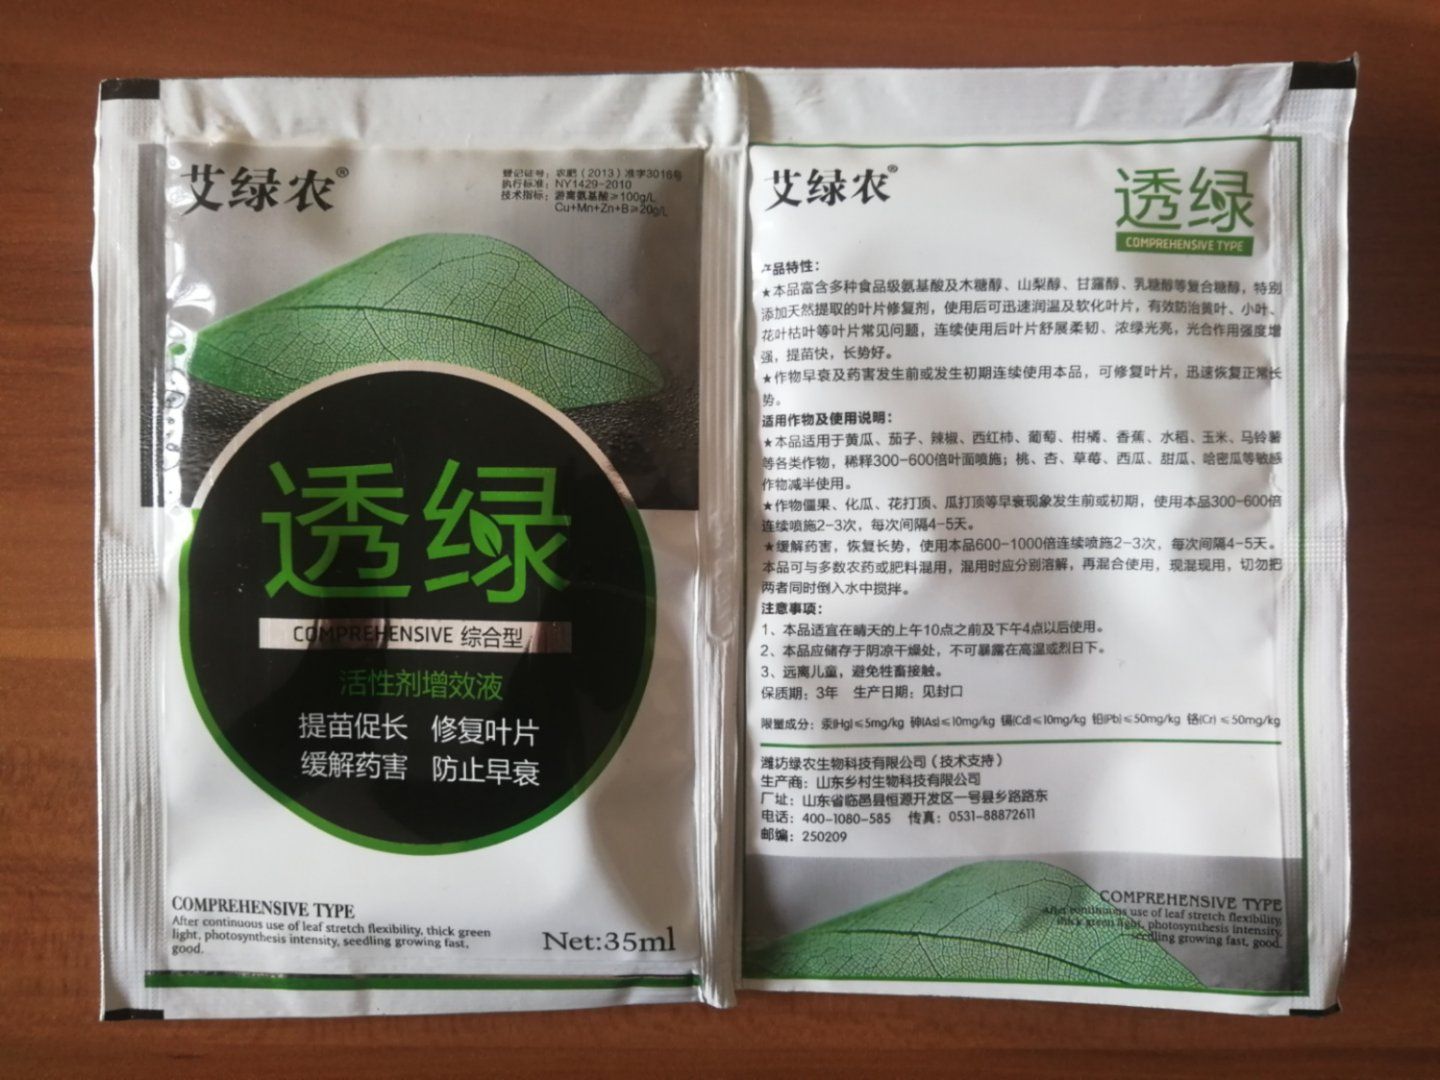 艾绿农®
登记证号：农肥（2013）准字3016号
执行标准：NY1429-2010
技术指标：游离氨基酸≥100g/L
Cu+Mn+Zn+B≥20g/L
透绿
COMPREHENSIVE 综合型
活性剂增效液
提苗促长 修复叶片
缓解药害 防止早衰
COMPREHENSIVE TYPE
After continuous use of leaf stretch flexibility, thick green
light, photosynthesis intensity, seedling growing fast,
good.
Net:35ml
艾绿农®
透绿
COMPREHENSIVE TYPE
产品特性：
★本品富含多种食品级氨基酸及木糖醇、山梨醇、甘露醇、乳糖醇等复合糖醇，特别
添加天然提取的叶片修复剂，使用后可迅速润温及软化叶片，有效防治黄叶、小叶、
花叶枯叶等叶片常见问题，连续使用后叶片舒展柔韧、浓绿光亮，光合作用强度增
强，提苗快，长势好。
★作物早衰及药害发生前或发生初期连续使用本品，可修复叶片，迅速恢复正常长
势。
适用作物及使用说明：
★本品适用于黄瓜、茄子、辣椒、西红柿、葡萄、柑橘、香蕉、水稻、玉米、马铃薯
等各类作物，稀释300-600倍叶面喷施；桃、杏、草莓、西瓜、甜瓜、哈密瓜等敏感
作物减半使用。
★作物僵果、化瓜、花打顶、瓜打顶等早衰现象发生前或初期，使用本品300-600倍
连续喷施2-3次，每次间隔4-5天。
★缓解药害，恢复长势，使用本品600-1000倍连续喷施2-3次，每次间隔4-5天。
本品可与多数农药或肥料混用，混用时应分别溶解，再混合使用，现混现用，切勿把
两者同时倒入水中搅拌。
注意事项：
1、本品适宜在晴天的上午10点之前及下午4点以后使用。
2、本品应储存于阴凉干燥处，不可暴露在高温或烈日下。
3、远离儿童，避免牲畜接触。
保质期：3年 生产日期：见封口
限量成分：汞(Hg)≤5mg/kg 砷(As)≤10mg/kg 镉(Cd)≤10mg/kg 铅(Pb)≤50mg/kg 铬(Cr)≤50mg/kg
潍坊绿农生物科技有限公司（技术支持）
生产商：山东乡村生物科技有限公司
厂址：山东省临邑县恒源开发区一号县乡路路东
电话：400-1080-585 传真：0531-88872611
邮编：250209
COMPREHENSIVE TYPE
After continuous use of leaf stretch flexibility,
thick green light, photosynthesis intensity,
seedling growing fast, good.